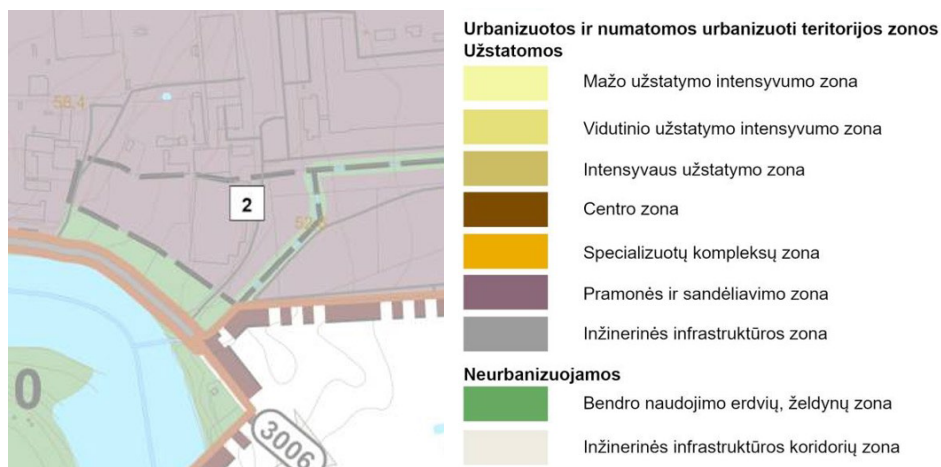 58.4
2
0
3006
Urbanizuotos ir numatomos urbanizuoti teritorijos zonos
Užstatomos
Mažo užstatymo intensyvumo zona
Vidutinio užstatymo intensyvumo zona
Intensyvaus užstatymo zona
Centro zona
Specializuotų kompleksų zona
Pramonės ir sandėliavimo zona
Inžinerinės infrastruktūros zona
Neurbanizuojamos
Bendro naudojimo erdvių, želdynų zona
Inžinerinės infrastruktūros koridorių zona